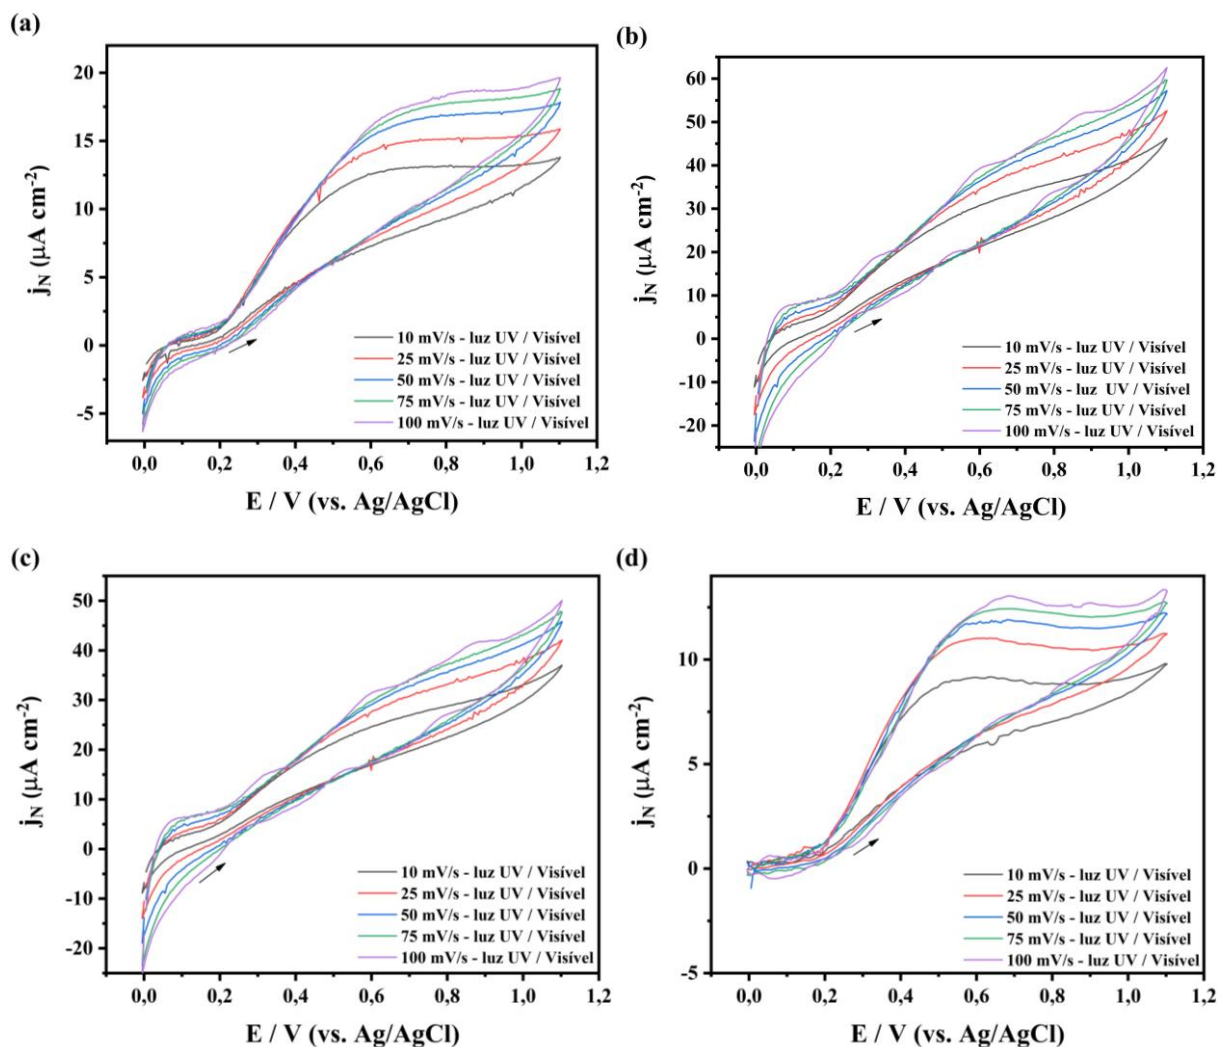 (a)
j_N (μA cm⁻²)
20
15
10
5
0
-5
10 mV/s - luz UV / Visível
25 mV/s - luz UV / Visível
50 mV/s - luz UV / Visível
75 mV/s - luz UV / Visível
100 mV/s - luz UV / Visível
0,0 0,2 0,4 0,6 0,8 1,0 1,2
E / V (vs. Ag/AgCl)
(b)
j_N (μA cm⁻²)
60
50
40
30
20
10
0
-10
-20
10 mV/s - luz UV / Visível
25 mV/s - luz UV / Visível
50 mV/s - luz UV / Visível
75 mV/s - luz UV / Visível
100 mV/s - luz UV / Visível
0,0 0,2 0,4 0,6 0,8 1,0 1,2
E / V (vs. Ag/AgCl)
(c)
j_N (μA cm⁻²)
50
40
30
20
10
0
-10
-20
10 mV/s - luz UV / Visível
25 mV/s - luz UV / Visível
50 mV/s - luz UV / Visível
75 mV/s - luz UV / Visível
100 mV/s - luz UV / Visível
0,0 0,2 0,4 0,6 0,8 1,0 1,2
E / V (vs. Ag/AgCl)
(d)
j_N (μA cm⁻²)
10
5
0
-5
10 mV/s - luz UV / Visível
25 mV/s - luz UV / Visível
50 mV/s - luz UV / Visível
75 mV/s - luz UV / Visível
100 mV/s - luz UV / Visível
0,0 0,2 0,4 0,6 0,8 1,0 1,2
E / V (vs. Ag/AgCl)